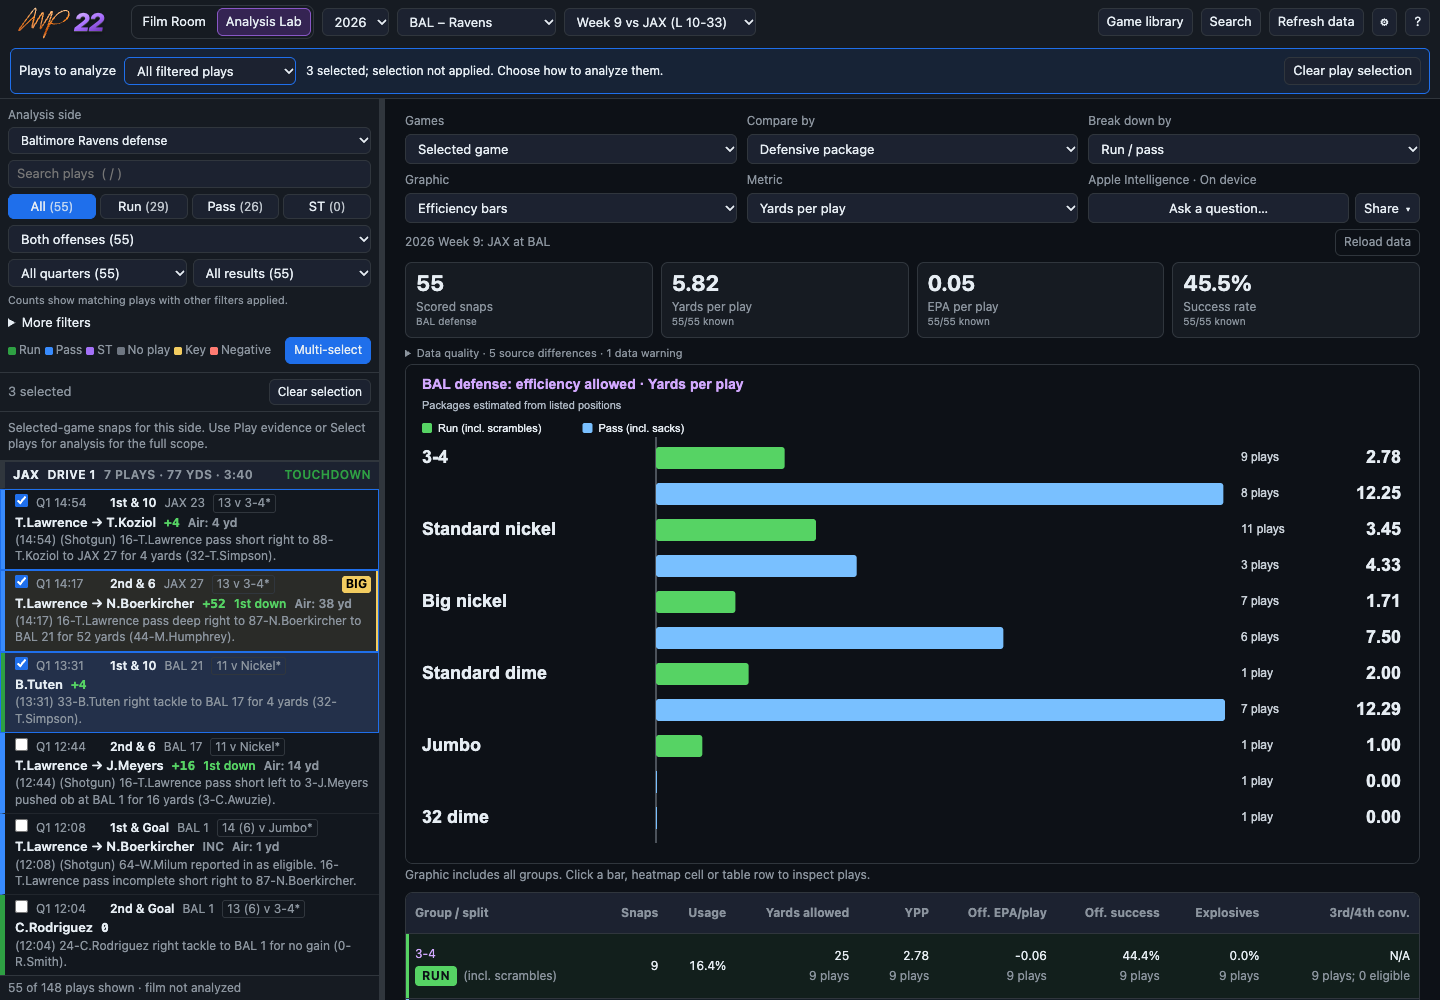 AMP 22
Film Room
Analysis Lab
2026
BAL – Ravens
Week 9 vs JAX (L 10-33)
Game library
Search
Refresh data
?
Plays to analyze
All filtered plays
3 selected; selection not applied. Choose how to analyze them.
Clear play selection
Analysis side
Baltimore Ravens defense
Search plays ( / )
All (55)
Run (29)
Pass (26)
ST (0)
Both offenses (55)
All quarters (55)
All results (55)
Counts show matching plays with other filters applied.
More filters
Run Pass ST No play Key Negative
Multi-select
3 selected
Clear selection
Selected-game snaps for this side. Use Play evidence or Select
plays for analysis for the full scope.
JAX DRIVE 1 7 PLAYS · 77 YDS · 3:40 TOUCHDOWN
Q1 14:54 1st & 10 JAX 23 13 v 3-4*
T.Lawrence → T.Koziol +4 Air: 4 yd
(14:54) (Shotgun) 16-T.Lawrence pass short right to 88-
T.Koziol to JAX 27 for 4 yards (32-T.Simpson).
Q1 14:17 2nd & 6 JAX 27 13 v 3-4* BIG
T.Lawrence → N.Boerkircher +52 1st down Air: 38 yd
(14:17) 16-T.Lawrence pass deep right to 87-N.Boerkircher to
BAL 21 for 52 yards (44-M.Humphrey).
Q1 13:31 1st & 10 BAL 21 11 v Nickel*
B.Tuten +4
(13:31) 33-B.Tuten right tackle to BAL 17 for 4 yards (32-
T.Simpson).
Q1 12:44 2nd & 6 BAL 17 11 v Nickel*
T.Lawrence → J.Meyers +16 1st down Air: 14 yd
(12:44) (Shotgun) 16-T.Lawrence pass short left to 3-J.Meyers
pushed ob at BAL 1 for 16 yards (3-C.Awuzie).
Q1 12:08 1st & Goal BAL 1 14 (6) v Jumbo*
T.Lawrence → N.Boerkircher INC Air: 1 yd
(12:08) (Shotgun) 64-W.Milum reported in as eligible. 16-
T.Lawrence pass incomplete short right to 87-N.Boerkircher.
Q1 12:04 2nd & Goal BAL 1 13 (6) v 3-4*
C.Rodriguez 0
(12:04) 24-C.Rodriguez right tackle to BAL 1 for no gain (0-
R.Smith).
55 of 148 plays shown · film not analyzed
Games
Selected game
Compare by
Defensive package
Break down by
Run / pass
Graphic
Efficiency bars
Metric
Yards per play
Apple Intelligence · On device
Ask a question...
Share
2026 Week 9: JAX at BAL
Reload data
55
Scored snaps
BAL defense
5.82
Yards per play
55/55 known
0.05
EPA per play
55/55 known
45.5%
Success rate
55/55 known
Data quality · 5 source differences · 1 data warning
BAL defense: efficiency allowed · Yards per play
Packages estimated from listed positions
Run (incl. scrambles) Pass (incl. sacks)
3-4 9 plays 2.78
8 plays 12.25
Standard nickel 11 plays 3.45
3 plays 4.33
Big nickel 7 plays 1.71
6 plays 7.50
Standard dime 1 play 2.00
7 plays 12.29
Jumbo 1 play 1.00
1 play 0.00
32 dime 1 play 0.00
Graphic includes all groups. Click a bar, heatmap cell or table row to inspect plays.
Group / split Snaps Usage Yards allowed YPP Off. EPA/play Off. success Explosives 3rd/4th conv.
3-4 25 2.78 -0.06 44.4% 0.0% N/A
9 16.4%
RUN (incl. scrambles) 9 plays 9 plays 9 plays 9 plays 9 plays 9 plays; 0 eligible